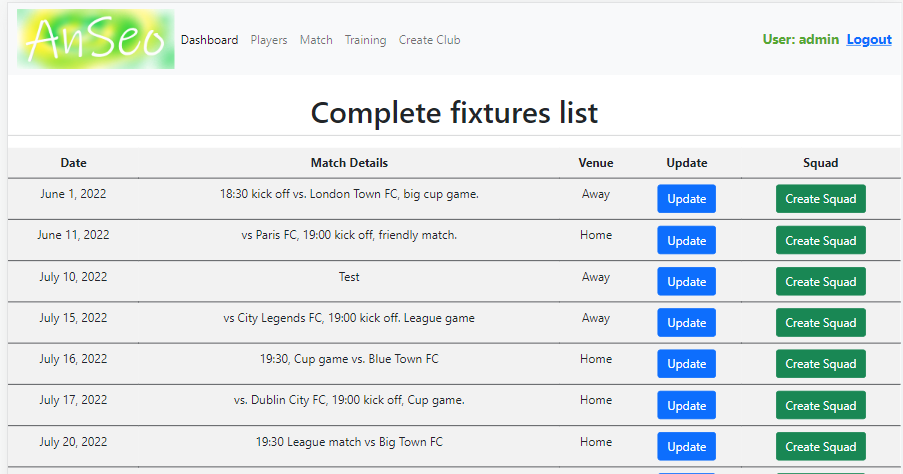 AnSeo Dashboard Players Match Training Create Club User: admin Logout
Complete fixtures list
Date Match Details Venue Update Squad
June 1, 2022 18:30 kick off vs. London Town FC, big cup game. Away Update Create Squad
June 11, 2022 vs Paris FC, 19:00 kick off, friendly match. Home Update Create Squad
July 10, 2022 Test Away Update Create Squad
July 15, 2022 vs City Legends FC, 19:00 kick off. League game Away Update Create Squad
July 16, 2022 19:30, Cup game vs. Blue Town FC Home Update Create Squad
July 17, 2022 vs. Dublin City FC, 19:00 kick off, Cup game. Home Update Create Squad
July 20, 2022 19:30 League match vs Big Town FC Home Update Create Squad